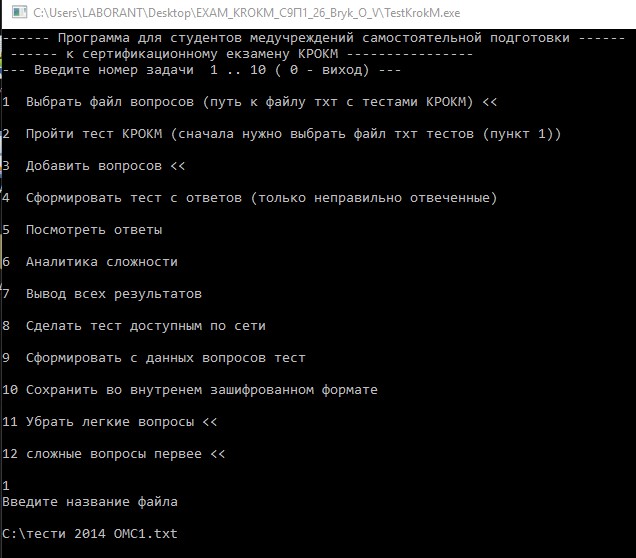 C:\Users\LABORANT\Desktop\EXAM_KROKM_С9П1_26_Bryk_O_V\TestKrokM.exe
------ Программа для студентов медучреждений самостоятельной подготовки ------
------ к сертификационному екзамену КРОКМ ----------------
--- Введите номер задачи  1 .. 10 ( 0 - виход) ---
1  Выбрать файл вопросов (путь к файлу тхт с тестами КРОКМ) <<
2  Пройти тест КРОКМ (сначала нужно выбрать файл тхт тестов (пункт 1))
3  Добавить вопросов <<
4  Сформировать тест с ответов (только неправильно отвеченные)
5  Посмотреть ответы
6  Аналитика сложности
7  Вывод всех результатов
8  Сделать тест доступным по сети
9  Сформировать с данных вопросов тест
10 Сохранить во внутренем зашифрованном формате
11 Убрать легкие вопросы <<
12 сложные вопросы первее <<
1
Введите название файла
C:\тести 2014 ОМС1.txt